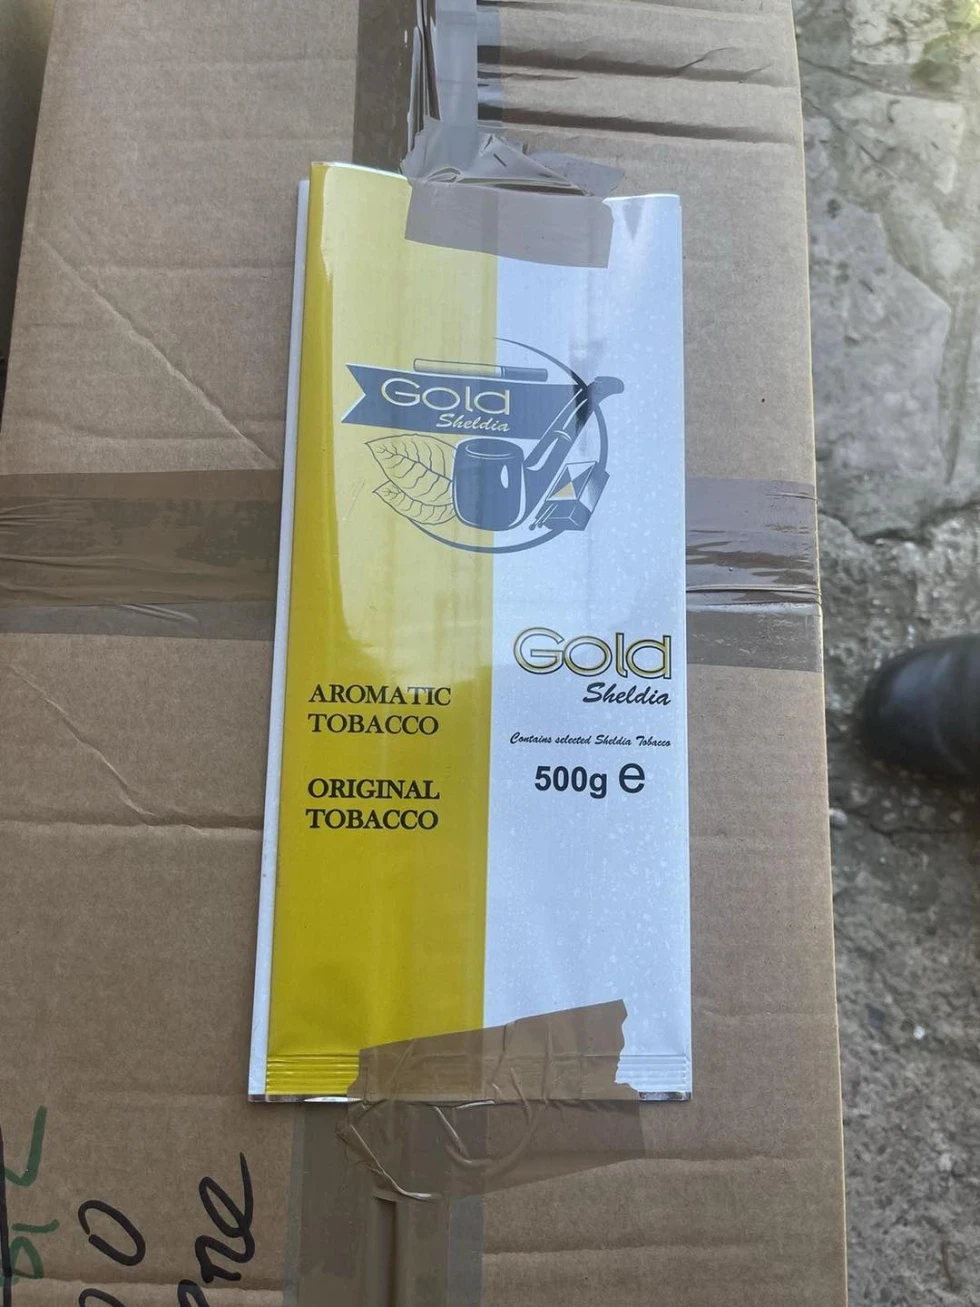 Gold
Sheldia
Gold
Sheldia
Contains selected Sheldia Tobacco
500g e
AROMATIC
TOBACCO
ORIGINAL
TOBACCO